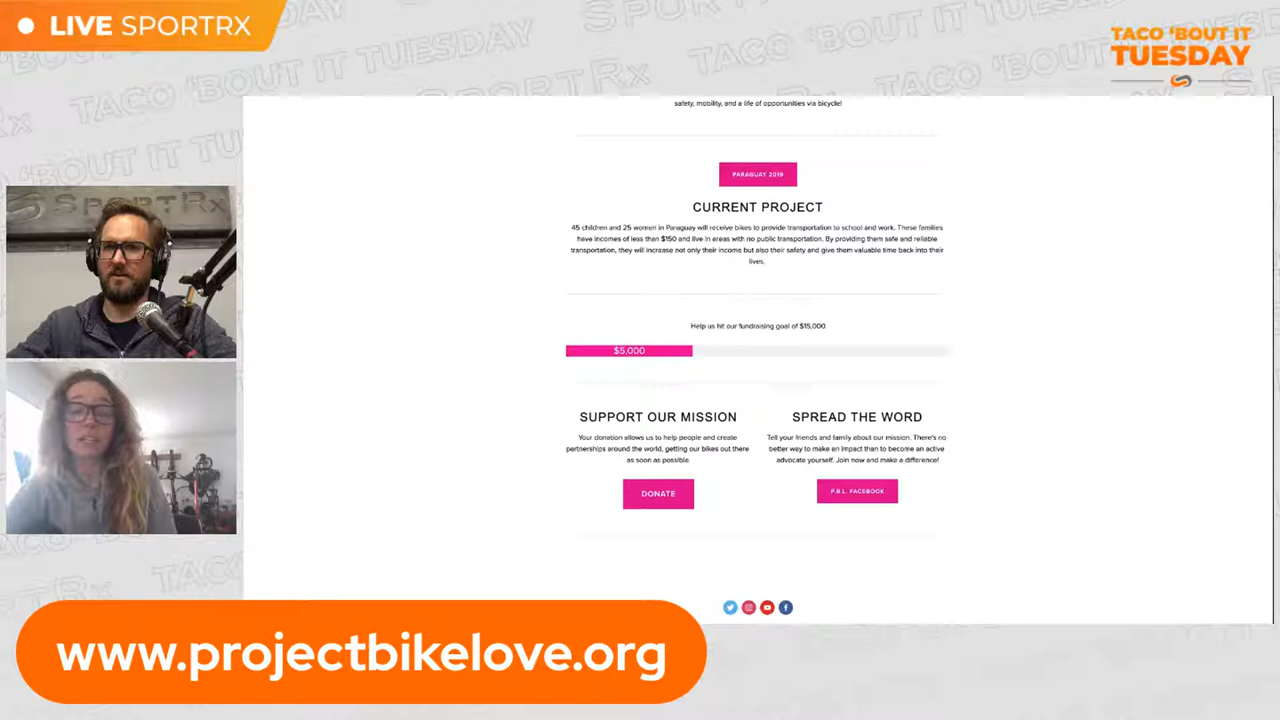 LIVE SPORTRX
TACO 'BOUT IT
TUESDAY
safety, mobility, and a life of opportunities via bicycle!
PARAGUAY 2019
CURRENT PROJECT
45 children and 25 women in Paraguay will receive bikes to provide transportation to school and work. These families
have incomes of less than $150 and live in areas with no public transportation. By providing them safe and reliable
transportation, they will increase not only their income but also their safety and give them valuable time back into their
lives.
Help us hit our fundraising goal of $15,000
$5,000
SUPPORT OUR MISSION
Your donation allows us to help people and create
partnerships around the world, getting our bikes out there
as soon as possible.
DONATE
SPREAD THE WORD
Tell your friends and family about our mission. There's no
better way to make an impact than to become an active
advocate yourself. Join now and make a difference!
P.B.L. FACEBOOK
SPORTRX
www.projectbikelove.org